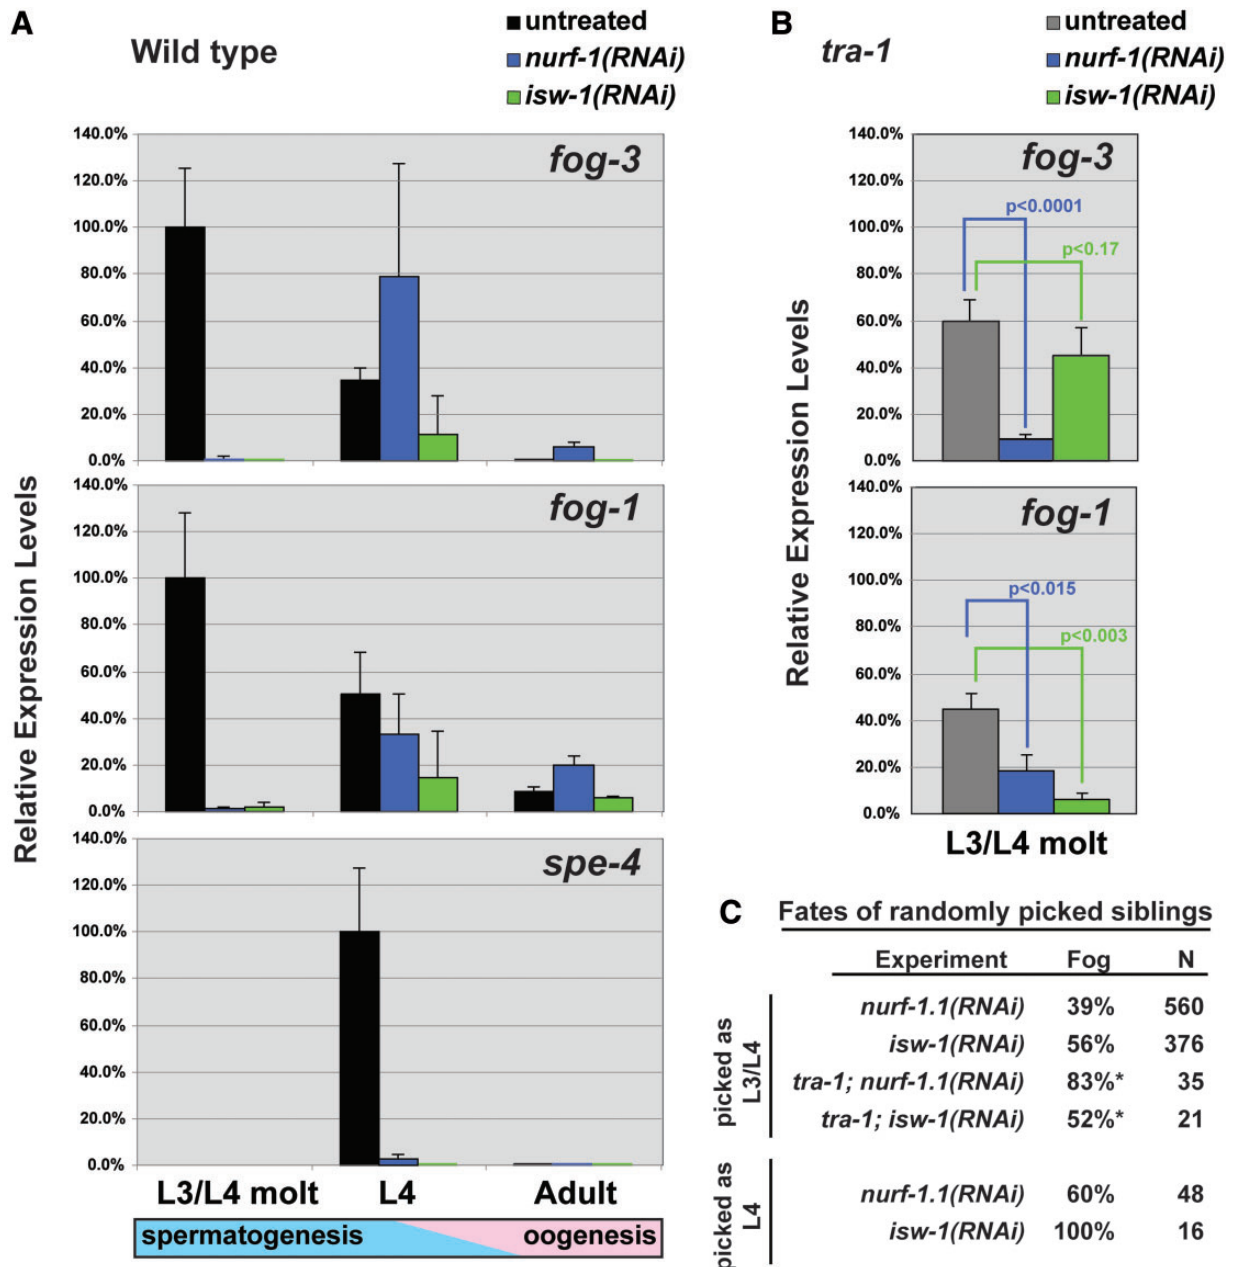 A
Wild type
untreated
nurf-1(RNAi)
isw-1(RNAi)
Relative Expression Levels
fog-3
140.0%
120.0%
100.0%
80.0%
60.0%
40.0%
20.0%
0.0%
fog-1
140.0%
120.0%
100.0%
80.0%
60.0%
40.0%
20.0%
0.0%
spe-4
140.0%
120.0%
100.0%
80.0%
60.0%
40.0%
20.0%
0.0%
L3/L4 molt L4 Adult
spermatogenesis oogenesis
B
tra-1
untreated
nurf-1(RNAi)
isw-1(RNAi)
Relative Expression Levels
fog-3
140.0%
120.0%
100.0%
80.0%
60.0%
40.0%
20.0%
0.0%
p<0.0001
p<0.17
fog-1
140.0%
120.0%
100.0%
80.0%
60.0%
40.0%
20.0%
0.0%
p<0.015
p<0.003
L3/L4 molt
C Fates of randomly picked siblings
Experiment Fog N
picked as
L3/L4
nurf-1.1(RNAi) 39% 560
isw-1(RNAi) 56% 376
tra-1; nurf-1.1(RNAi) 83%* 35
tra-1; isw-1(RNAi) 52%* 21
picked as
L4
nurf-1.1(RNAi) 60% 48
isw-1(RNAi) 100% 16